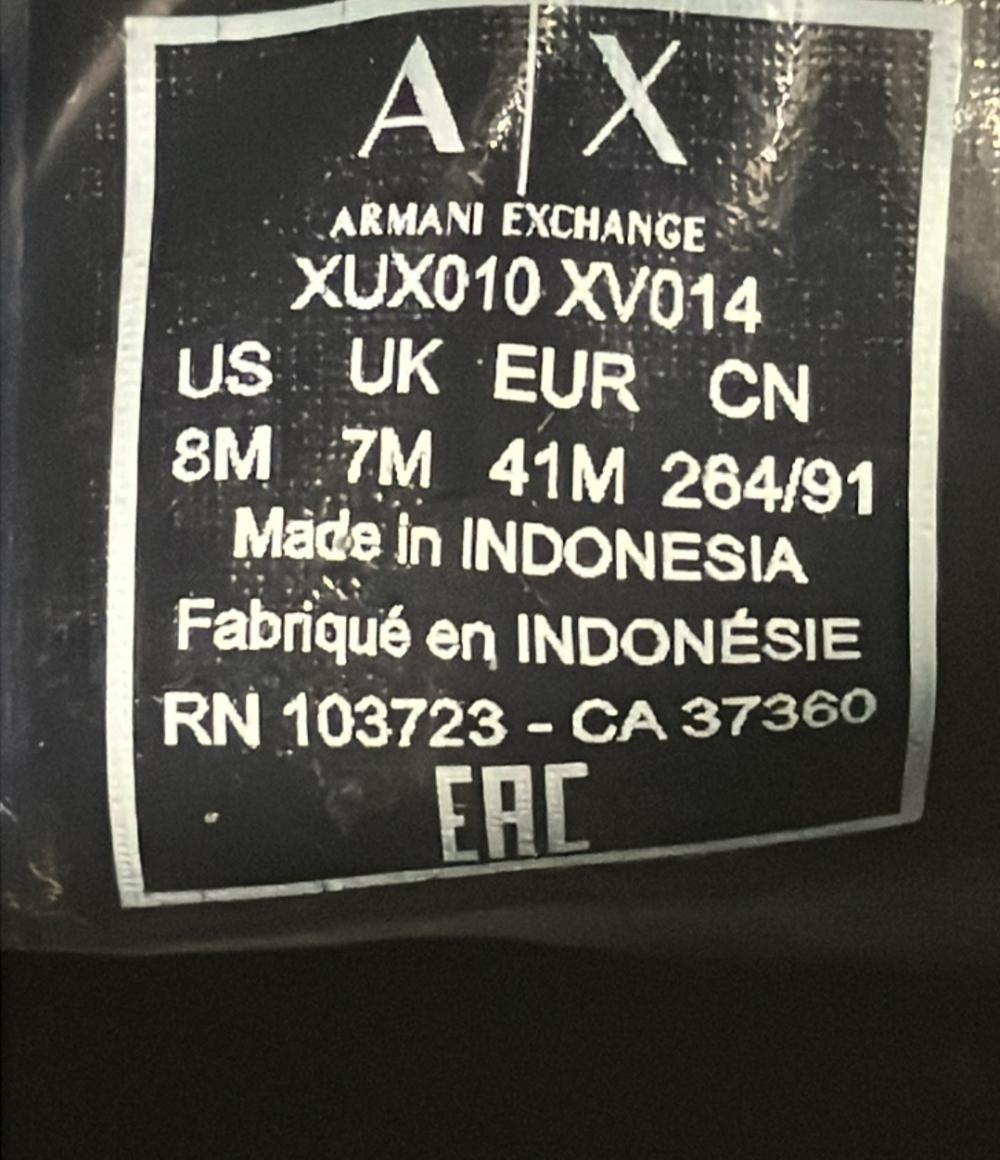 A|X
ARMANI EXCHANGE
XUX010 XV014
US UK EUR CN
8M 7M 41M 264/91
Made in INDONESIA
Fabriqué en INDONÉSIE
RN 103723 - CA 37360
EAC